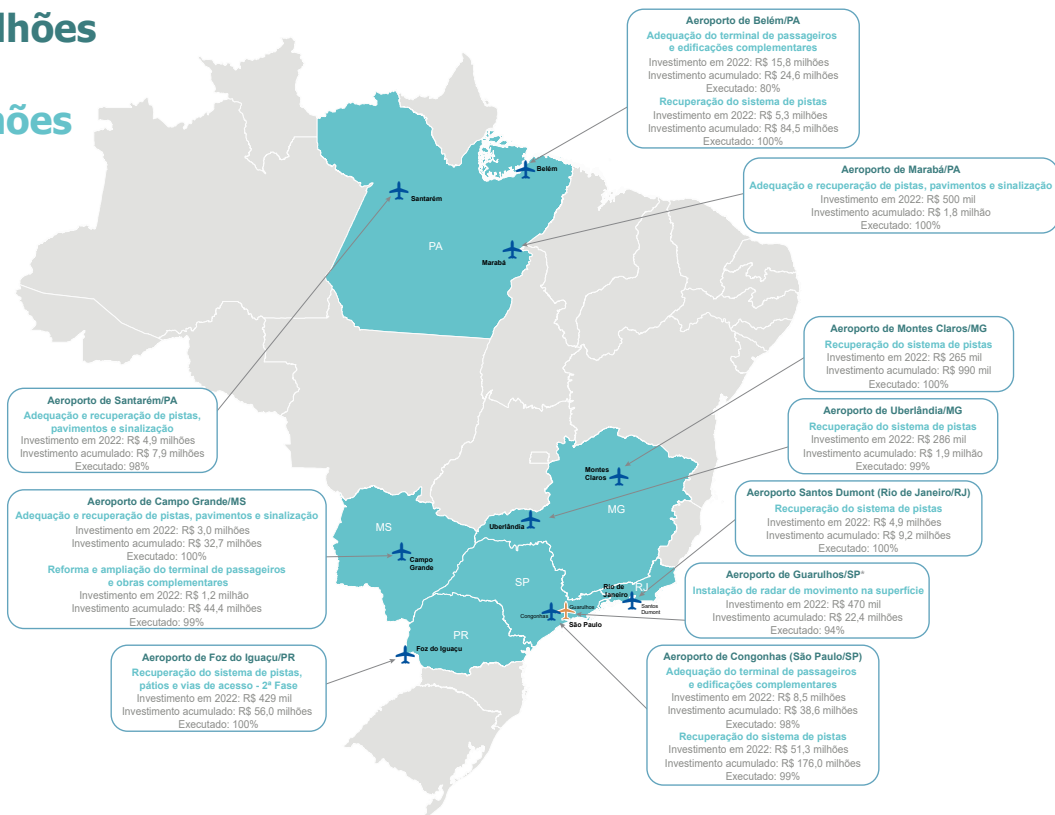 lhões
ões
Aeroporto de Belém/PA
Adequação do terminal de passageiros
e edificações complementares
Investimento em 2022: R$ 15,8 milhões
Investimento acumulado: R$ 24,6 milhões
Executado: 80%
Recuperação do sistema de pistas
Investimento em 2022: R$ 5,3 milhões
Investimento acumulado: R$ 84,5 milhões
Executado: 100%
Aeroporto de Marabá/PA
Adequação e recuperação de pistas, pavimentos e sinalização
Investimento em 2022: R$ 500 mil
Investimento acumulado: R$ 1,8 milhão
Executado: 100%
Belém
Santarém
PA
Marabá
Aeroporto de Montes Claros/MG
Recuperação do sistema de pistas
Investimento em 2022: R$ 265 mil
Investimento acumulado: R$ 990 mil
Executado: 100%
Aeroporto de Santarém/PA
Adequação e recuperação de pistas,
pavimentos e sinalização
Investimento em 2022: R$ 4,9 milhões
Investimento acumulado: R$ 7,9 milhões
Executado: 98%
Aeroporto de Uberlândia/MG
Recuperação do sistema de pistas
Investimento em 2022: R$ 286 mil
Investimento acumulado: R$ 1,9 milhão
Executado: 99%
Montes
Claros
MG
Uberlândia
Aeroporto de Campo Grande/MS
Adequação e recuperação de pistas, pavimentos e sinalização
Investimento em 2022: R$ 3,0 milhões
Investimento acumulado: R$ 32,7 milhões
Executado: 100%
Reforma e ampliação do terminal de passageiros
e obras complementares
Investimento em 2022: R$ 1,2 milhão
Investimento acumulado: R$ 44,4 milhões
Executado: 99%
MS
Campo
Grande
Aeroporto Santos Dumont (Rio de Janeiro/RJ)
Recuperação do sistema de pistas
Investimento em 2022: R$ 4,9 milhões
Investimento acumulado: R$ 9,2 milhões
Executado: 100%
SP
Rio de
Janeiro
RJ
Santos
Dumont
Congonhas
Guarulhos
São Paulo
Aeroporto de Guarulhos/SP*
Instalação de radar de movimento na superfície
Investimento em 2022: R$ 470 mil
Investimento acumulado: R$ 22,4 milhões
Executado: 94%
PR
Foz do Iguaçu
Aeroporto de Foz do Iguaçu/PR
Recuperação do sistema de pistas,
pátios e vias de acesso - 2ª Fase
Investimento em 2022: R$ 429 mil
Investimento acumulado: R$ 56,0 milhões
Executado: 100%
Aeroporto de Congonhas (São Paulo/SP)
Adequação do terminal de passageiros
e edificações complementares
Investimento em 2022: R$ 8,5 milhões
Investimento acumulado: R$ 38,6 milhões
Executado: 98%
Recuperação do sistema de pistas
Investimento em 2022: R$ 51,3 milhões
Investimento acumulado: R$ 176,0 milhões
Executado: 99%